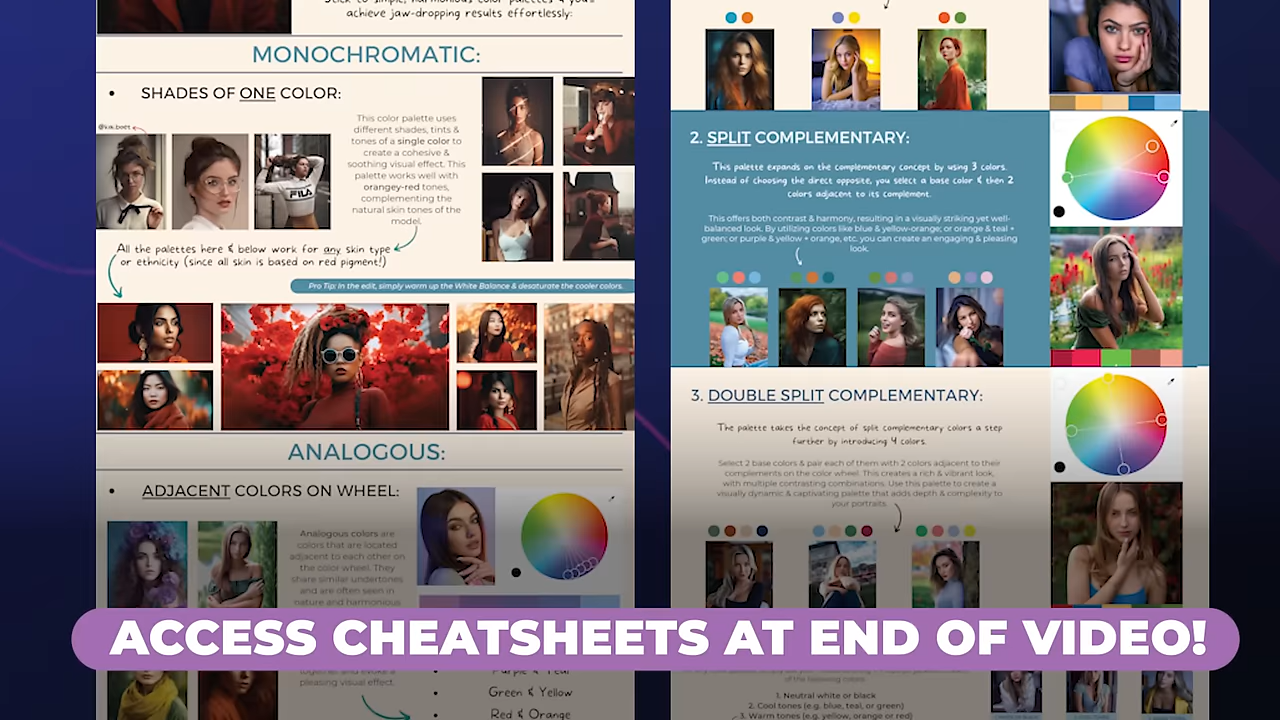 achieve jaw-dropping results effortlessly:
MONOCHROMATIC:
• SHADES OF ONE COLOR:
This color palette uses
different shades, tints &
tones of a single color to
create a cohesive &
soothing visual effect. This
palette works well with
orangey-red tones,
complementing the
natural skin tones of the
model.
FILA
All the palettes here & below work for any skin type
or ethnicity (since all skin is based on red pigment!)
Pro Tip: In the edit, simply warm up the White Balance & desaturate the cooler colors.
ANALOGOUS:
• ADJACENT COLORS ON WHEEL:
Analogous colors are
colors that are located
adjacent to each other on
the color wheel. They
share similar undertones
and are often seen in
nature and harmonious
pleasing visual effect.
Green & Yellow
Red & Orange
2. SPLIT COMPLEMENTARY:
This palette expands on the complementary concept by using 3 colors.
Instead of choosing the direct opposite, you select a base color & then 2
colors adjacent to its complement.
This offers both contrast & harmony, resulting in a visually striking yet well-
balanced look. By utilizing colors like blue & yellow-orange; or orange & teal +
green; or purple & yellow + orange, etc, you can create an engaging & pleasing
look.
3. DOUBLE SPLIT COMPLEMENTARY:
The palette takes the concept of split complementary colors a step
further by introducing 4 colors.
Select 2 base colors & pair each of them with 2 colors adjacent to their
complements on the color wheel. This creates a rich & vibrant look,
with multiple contrasting combinations. Use this palette to create a
visually dynamic & captivating palette that adds depth & complexity to
your portraits.
ACCESS CHEATSHEETS AT END OF VIDEO!
of the following colors.
1. Neutral white or black
2. Cool tones (e.g. blue, teal, or green)
3. Warm tones (e.g. yellow, orange or red)